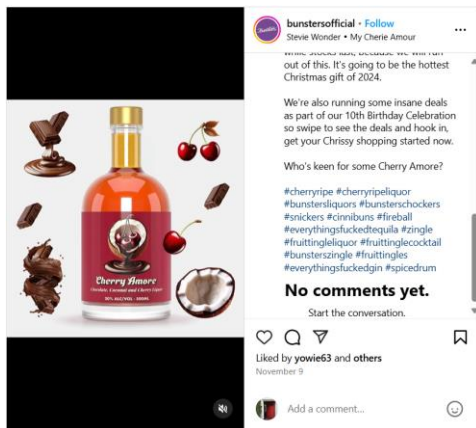 bunstersofficial • Follow
Stevie Wonder • My Cherie Amour
while stocks last, because we will run
out of this. It's going to be the hottest
Christmas gift of 2024.
We're also running some insane deals
as part of our 10th Birthday Celebration
so swipe to see the deals and hook in,
get your Chrissy shopping started now.
Who's keen for some Cherry Amore?
#cherryripe #cherryripeliquor
#bunstersliquors #bunsterschockers
#snickers #cinnibuns #fireball
#everythingsfuckedtequila #zingle
#fruittingleliquor #fruittinglecocktail
#bunsterszingle #fruittingles
#everythingsfuckedgin #spicedrum
No comments yet.
Start the conversation.
Liked by yowie63 and others
November 9
Add a comment...
Cherry Amore
Chocolate, Coconut and Cherry Liquor